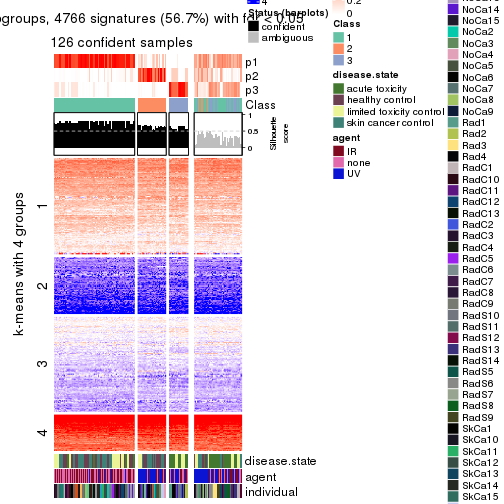 groups, 4766 signatures (56.7%) with fdr < 0.05
126 confident samples
p1
p2
p3
Class
1
0.5
0
Silhouette
score
k-means with 4 groups
1
2
3
4
disease.state
agent
individual
4
Status (barplots)
confident
ambiguous
0.2
0
Class
1
2
3
disease.state
acute toxicity
healthy control
limited toxicity control
skin cancer control
agent
IR
none
UV
NoCa14
NoCa15
NoCa2
NoCa3
NoCa4
NoCa5
NoCa6
NoCa7
NoCa8
NoCa9
Rad1
Rad2
Rad3
Rad4
RadC1
RadC10
RadC11
RadC12
RadC13
RadC2
RadC3
RadC4
RadC5
RadC6
RadC7
RadC8
RadC9
RadS10
RadS11
RadS12
RadS13
RadS14
RadS5
RadS6
RadS7
RadS8
RadS9
SkCa1
SkCa10
SkCa11
SkCa12
SkCa13
SkCa14
SkCa15